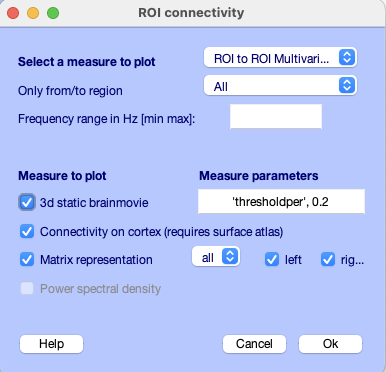 ROI connectivity
Select a measure to plot ROI to ROI Multivari...
Only from/to region All
Frequency range in Hz [min max]:
Measure to plot Measure parameters
3d static brainmovie 'thresholdper', 0.2
Connectivity on cortex (requires surface atlas)
Matrix representation all left rig...
Power spectral density
Help Cancel Ok